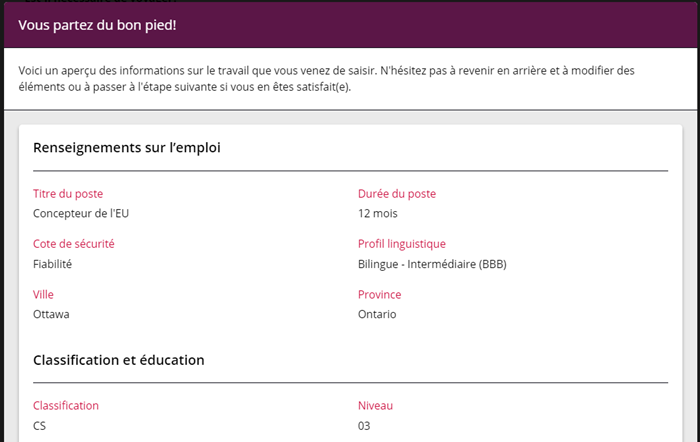 Vous partez du bon pied!
Voici un aperçu des informations sur le travail que vous venez de saisir. N'hésitez pas à revenir en arrière et à modifier des
éléments ou à passer à l'étape suivante si vous en êtes satisfait(e).
Renseignements sur l’emploi
Titre du poste
Concepteur de l'EU
Durée du poste
12 mois
Cote de sécurité
Fiabilité
Profil linguistique
Bilingue - Intermédiaire (BBB)
Ville
Ottawa
Province
Ontario
Classification et éducation
Classification
CS
Niveau
03